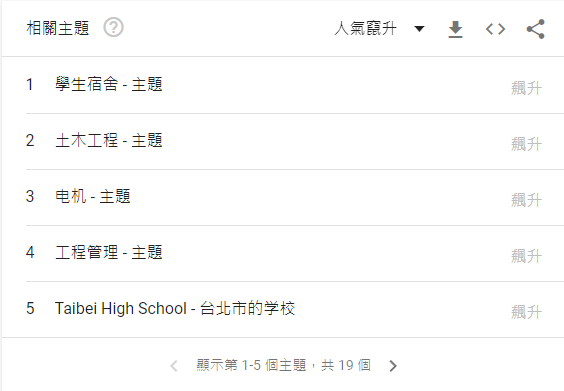 相關主題 人氣竄升
1 學生宿舍 - 主題 飆升
2 土木工程 - 主題 飆升
3 电机 - 主題 飆升
4 工程管理 - 主題 飆升
5 Taibei High School - 台北市的学校 飆升
顯示第 1-5 個主題，共 19 個